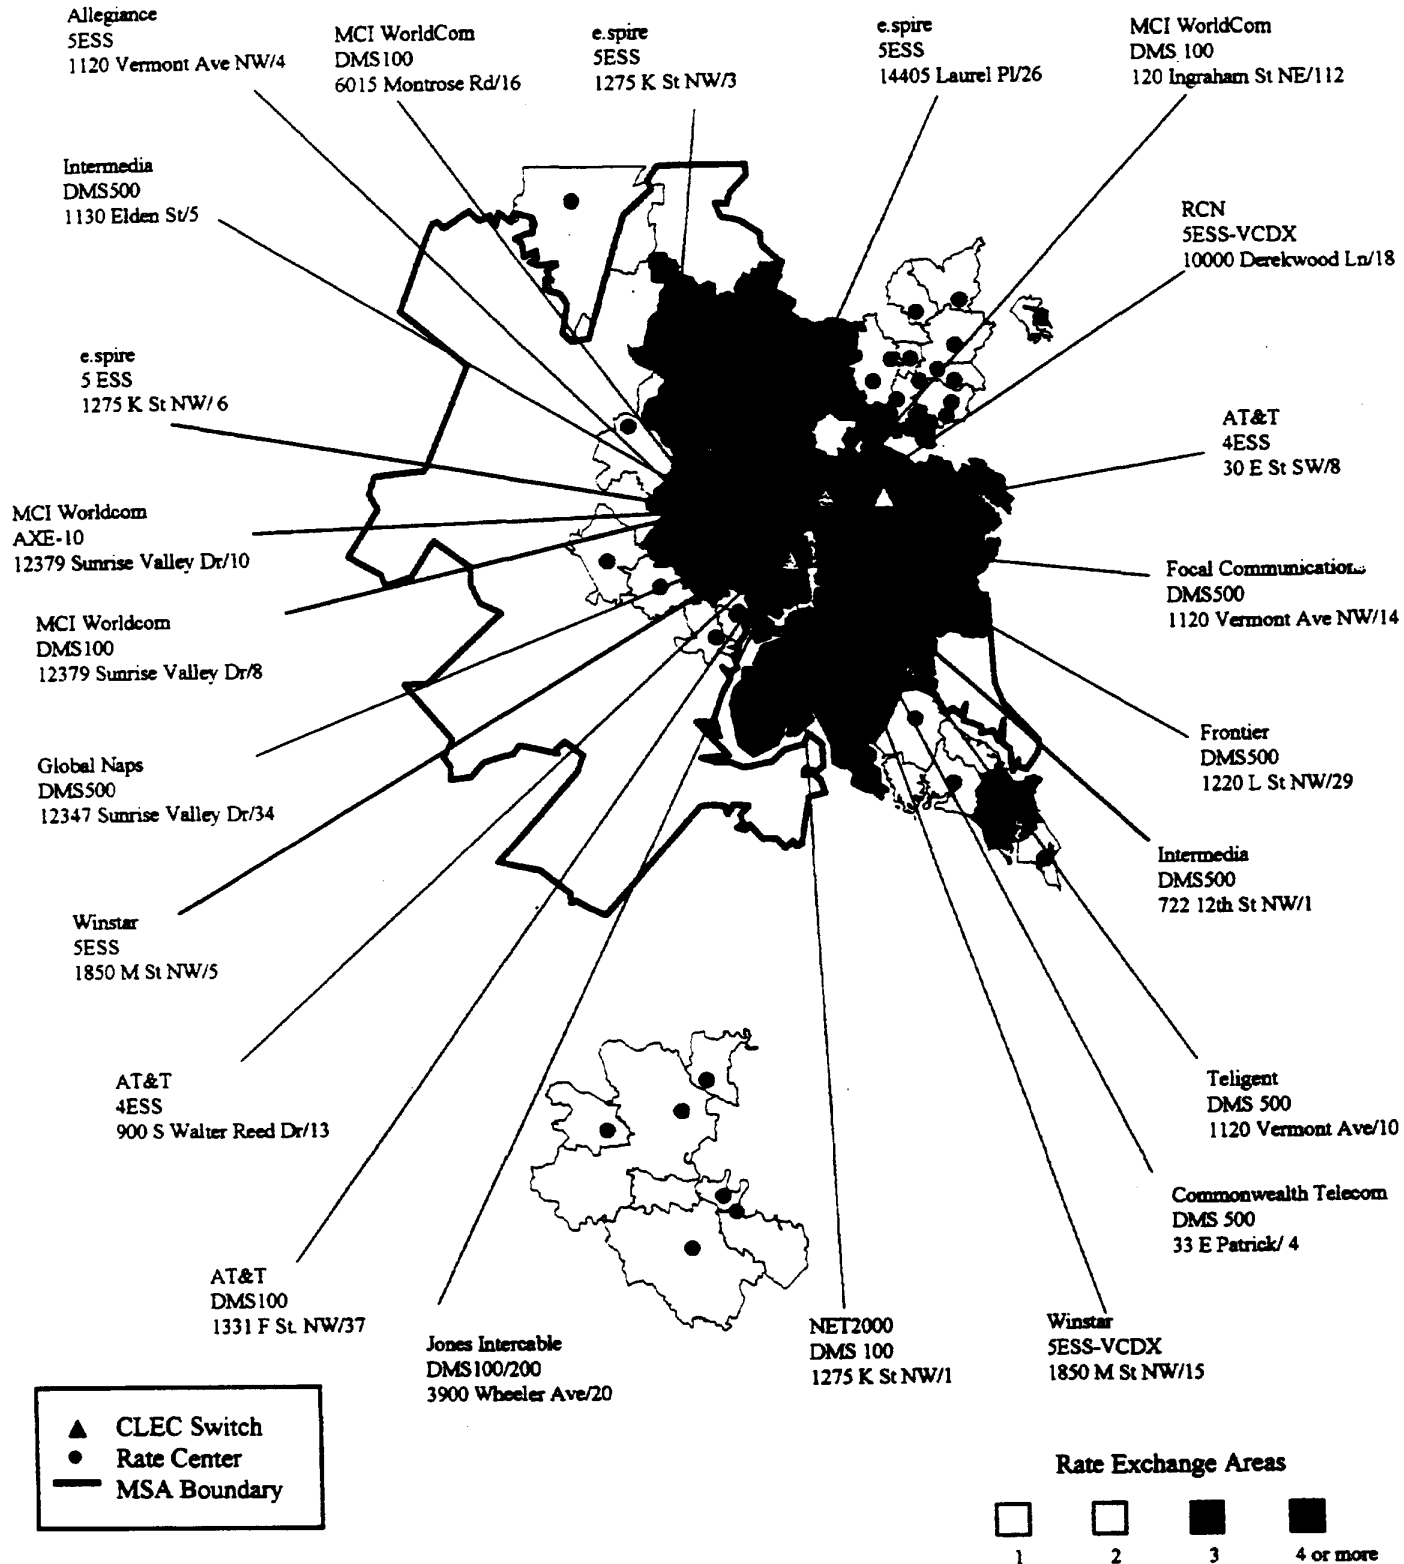 Allegiance
5ESS
1120 Vermont Ave NW/4
MCI WorldCom
DMS100
6015 Montrose Rd/16
e.spire
5ESS
1275 K St NW/3
e.spire
5ESS
14405 Laurel Pl/26
MCI WorldCom
DMS 100
120 Ingraham St NE/112
Intermedia
DMS500
1130 Elden St/5
RCN
5ESS-VCDX
10000 Derekwood Ln/18
e.spire
5 ESS
1275 K St NW/ 6
AT&T
4ESS
30 E St SW/8
MCI Worldcom
AXE-10
12379 Sunrise Valley Dr/10
Focal Communications
DMS500
1120 Vermont Ave NW/14
MCI Worldcom
DMS100
12379 Sunrise Valley Dr/8
Frontier
DMS500
1220 L St NW/29
Global Naps
DMS500
12347 Sunrise Valley Dr/34
Intermedia
DMS500
722 12th St NW/1
Winstar
5ESS
1850 M St NW/5
Teligent
DMS 500
1120 Vermont Ave/10
AT&T
4ESS
900 S Walter Reed Dr/13
Commonwealth Telecom
DMS 500
33 E Patrick/ 4
AT&T
DMS100
1331 F St. NW/37
Jones Intercable
DMS100/200
3900 Wheeler Ave/20
NET2000
DMS 100
1275 K St NW/1
Winstar
5ESS-VCDX
1850 M St NW/15
CLEC Switch
Rate Center
MSA Boundary
Rate Exchange Areas
1 2 3 4 or more